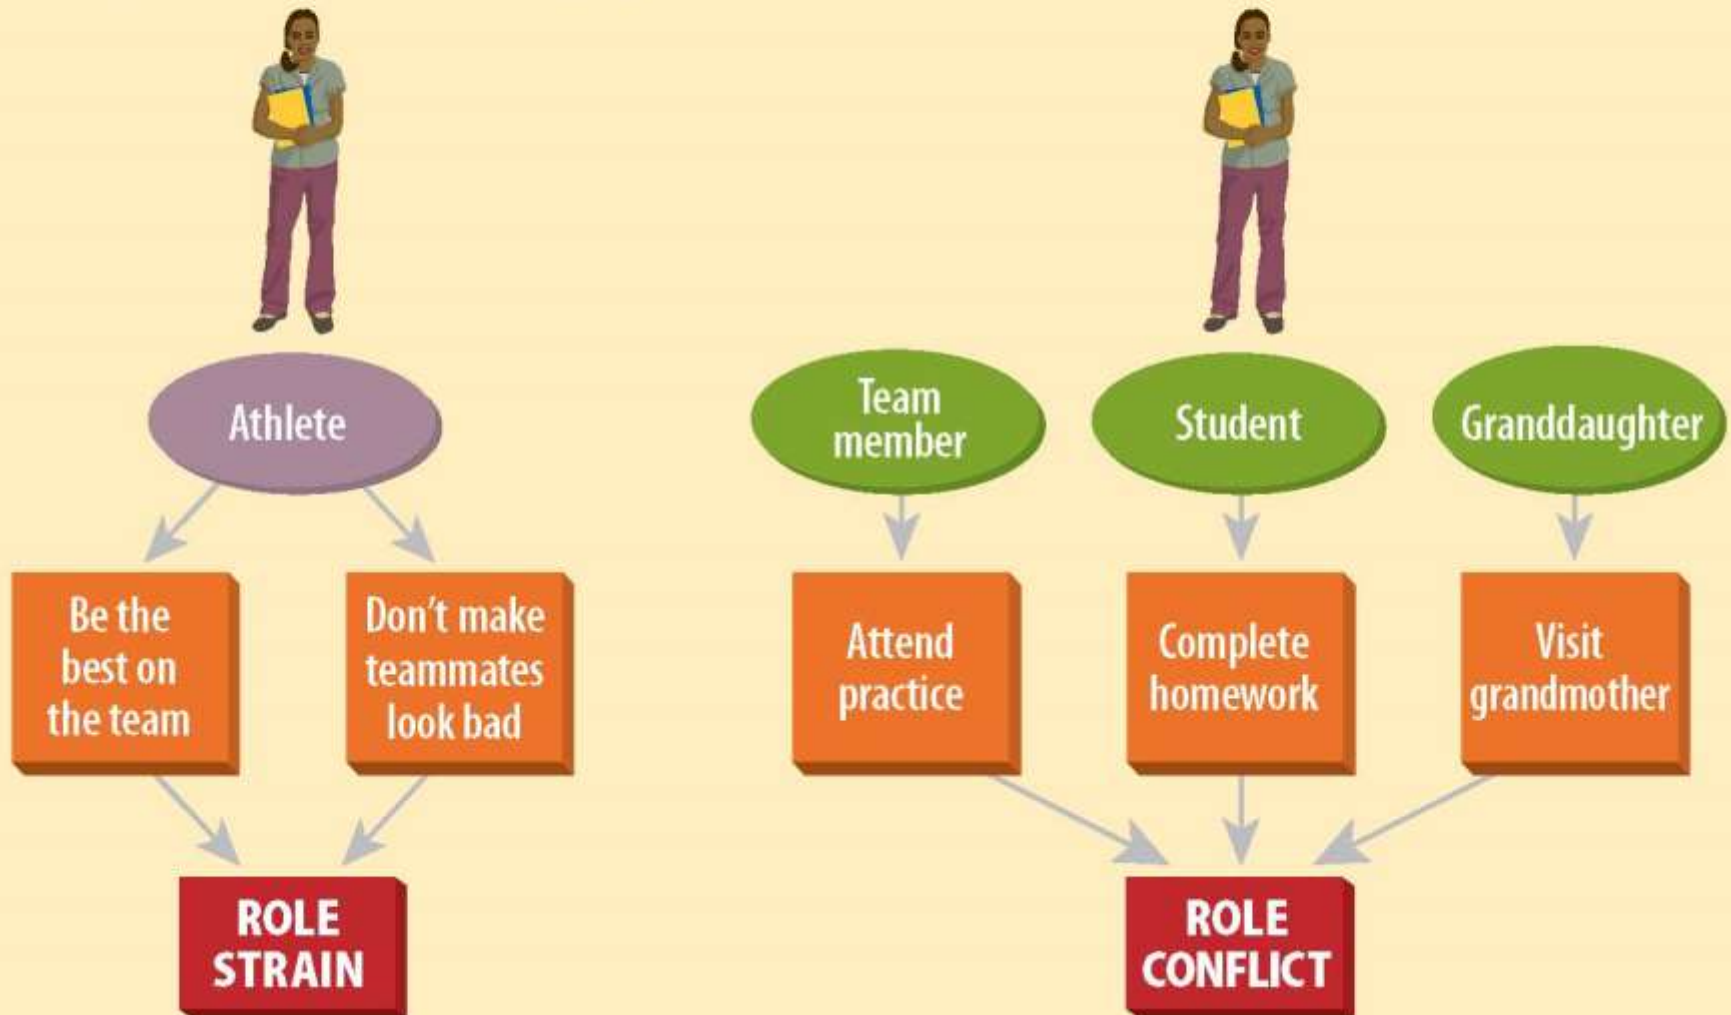 Athlete
Be the
best on
the team
Don't make
teammates
look bad
ROLE
STRAIN
Team
member
Student
Granddaughter
Attend
practice
Complete
homework
Visit
grandmother
ROLE
CONFLICT